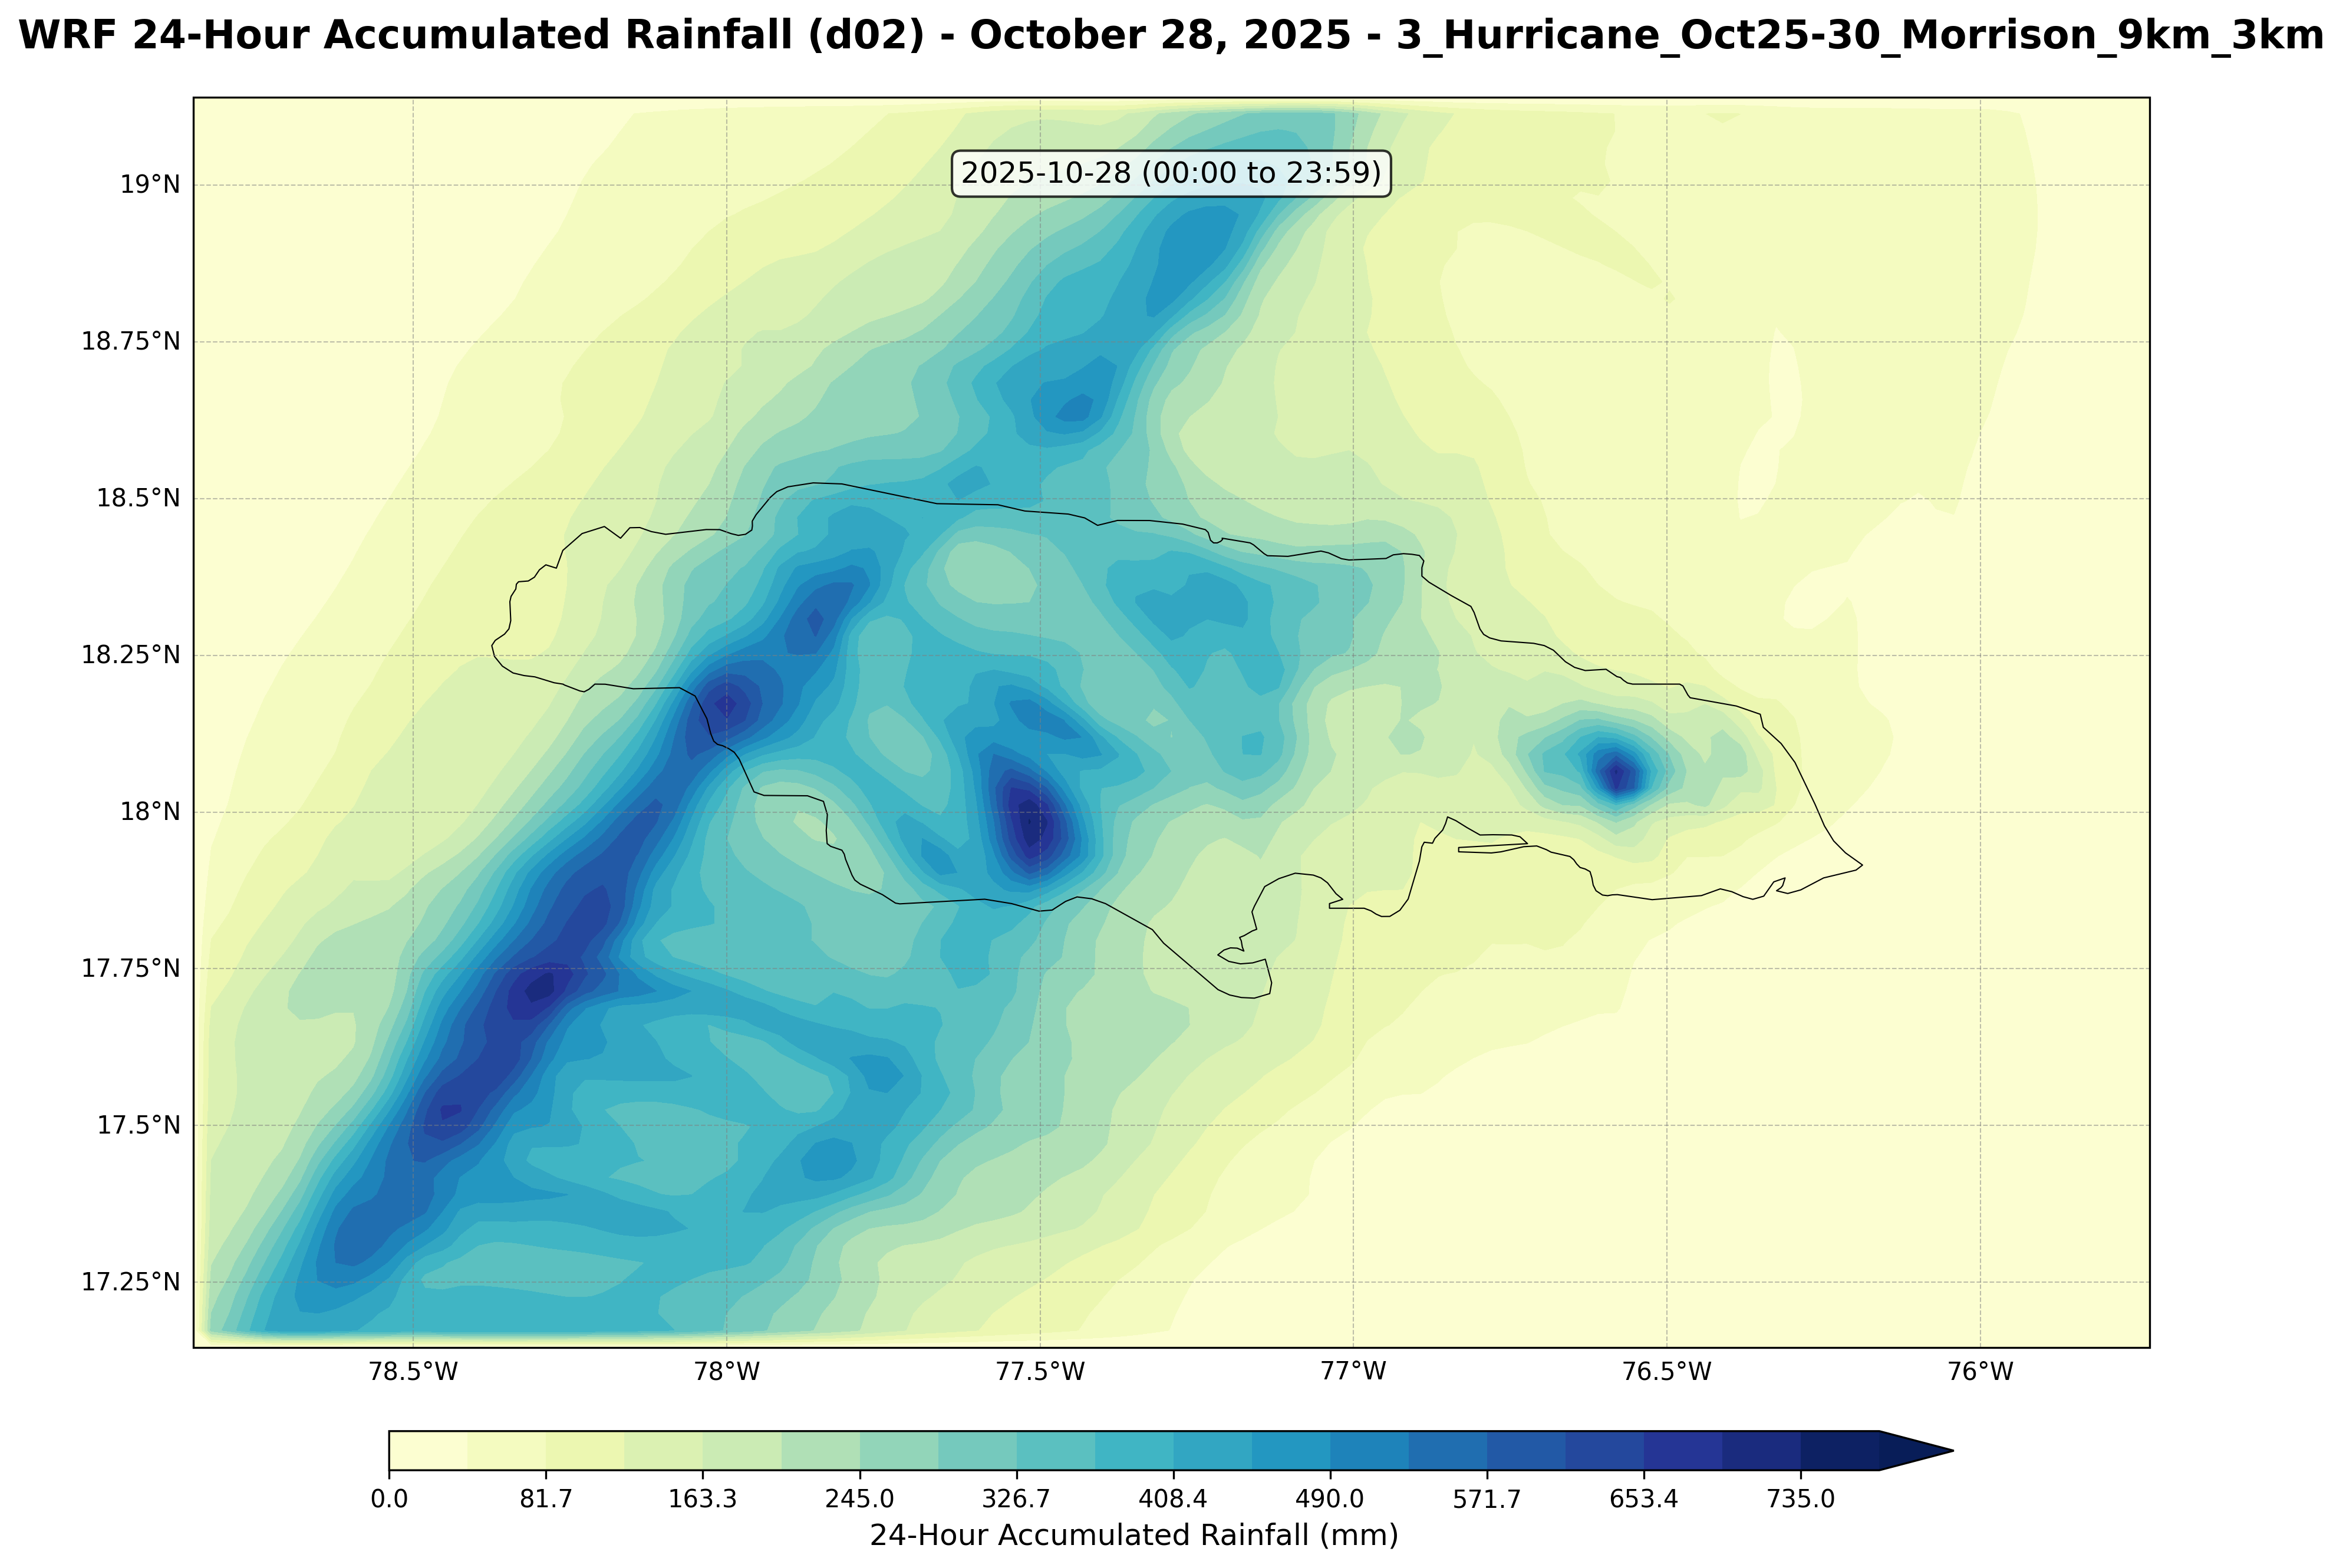 WRF 24-Hour Accumulated Rainfall (d02) - October 28, 2025 - 3_Hurricane_Oct25-30_Morrison_9km_3km
2025-10-28 (00:00 to 23:59)
19°N
18.75°N
18.5°N
18.25°N
18°N
17.75°N
17.5°N
17.25°N
78.5°W 78°W 77.5°W 77°W 76.5°W 76°W
0.0 81.7 163.3 245.0 326.7 408.4 490.0 571.7 653.4 735.0
24-Hour Accumulated Rainfall (mm)